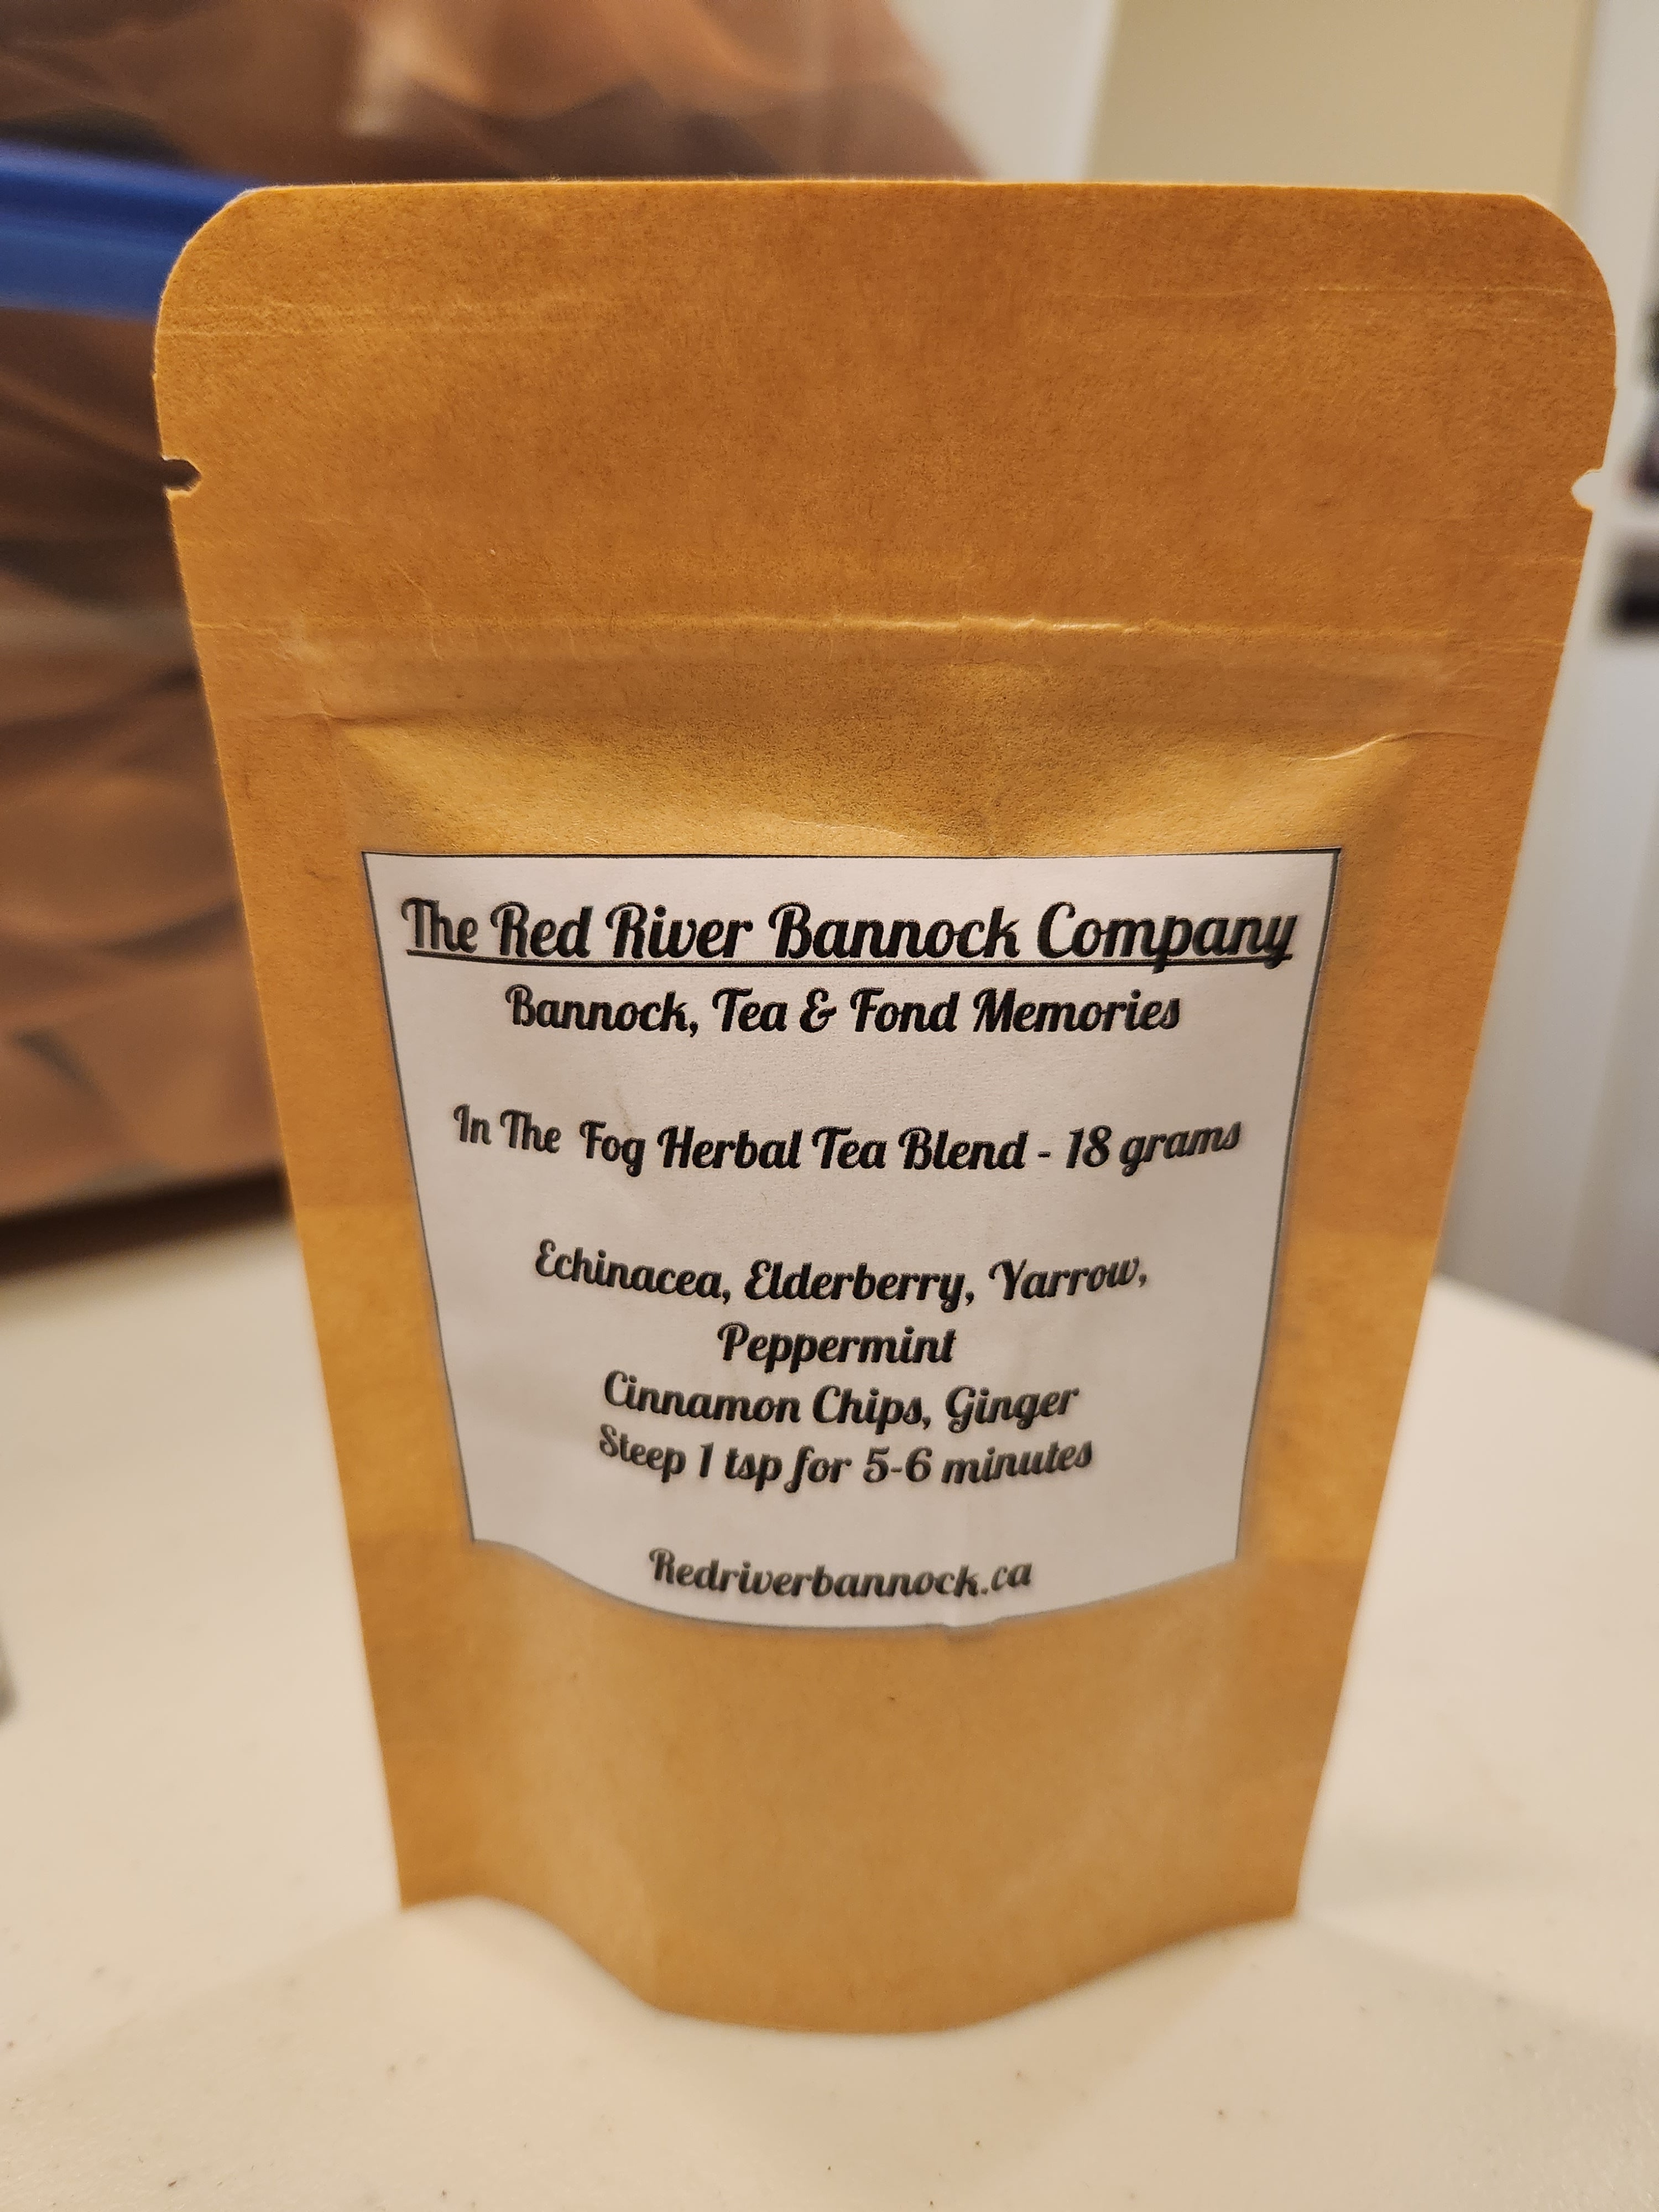 The Red River Bannock Company
Bannock, Tea & Fond Memories
In The Fog Herbal Tea Blend - 18 grams
Echinacea, Elderberry, Yarrow,
Peppermint
Cinnamon Chips, Ginger
Steep 1 tsp for 5-6 minutes
Redriverbannock.ca